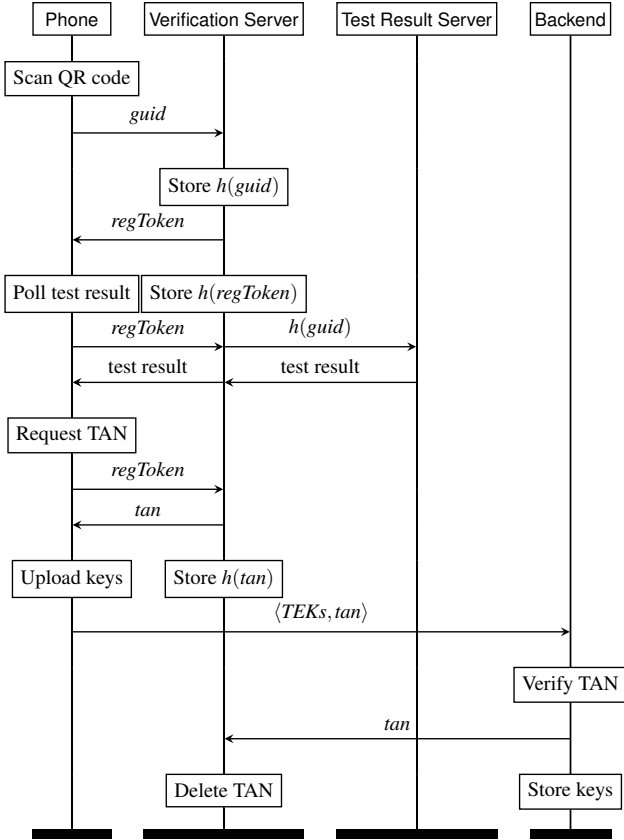 Phone
Verification Server
Test Result Server
Backend
Scan QR code
guid
Store h(guid)
regToken
Poll test result
Store h(regToken)
regToken
h(guid)
test result
test result
Request TAN
regToken
tan
Upload keys
Store h(tan)
⟨TEKs, tan⟩
Verify TAN
tan
Delete TAN
Store keys